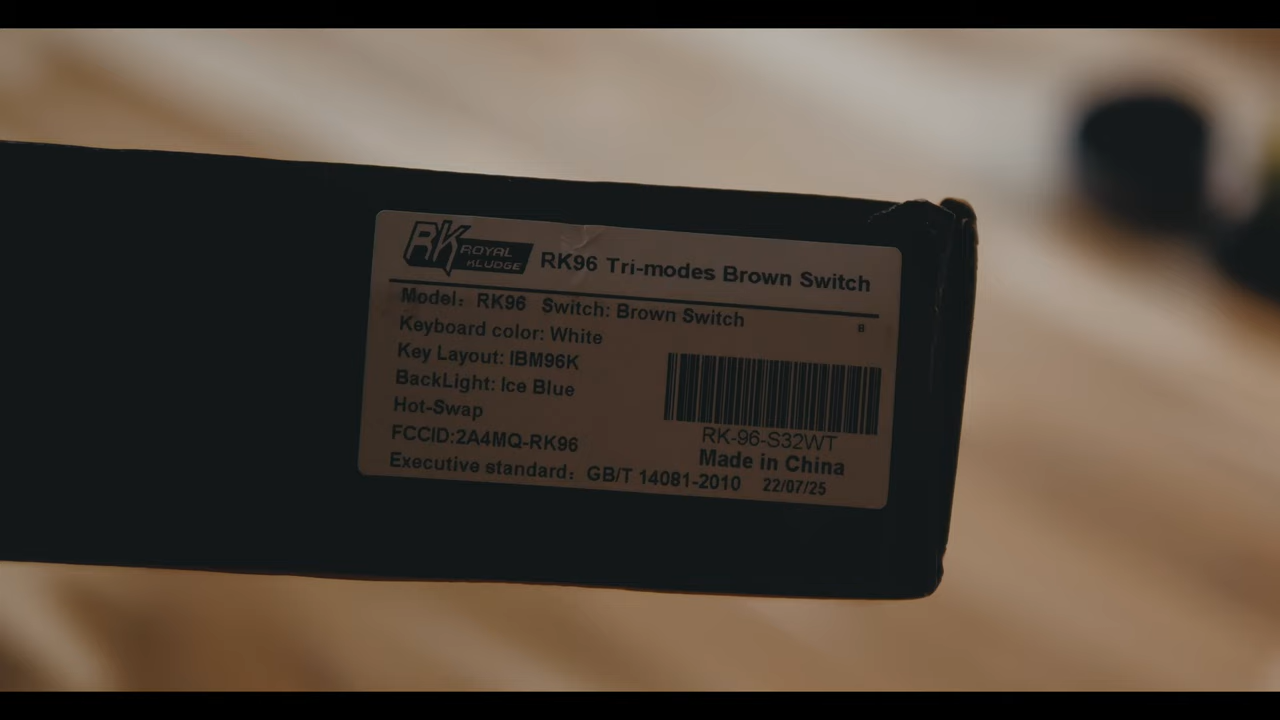 RK ROYAL KLUDGE
RK96 Tri-modes Brown Switch
Model: RK96 Switch: Brown Switch
Keyboard color: White
Key Layout: IBM96K
BackLight: Ice Blue
Hot-Swap
FCCID:2A4MQ-RK96
Executive standard: GB/T 14081-2010
RK-96-S32WT
Made in China
22/07/25